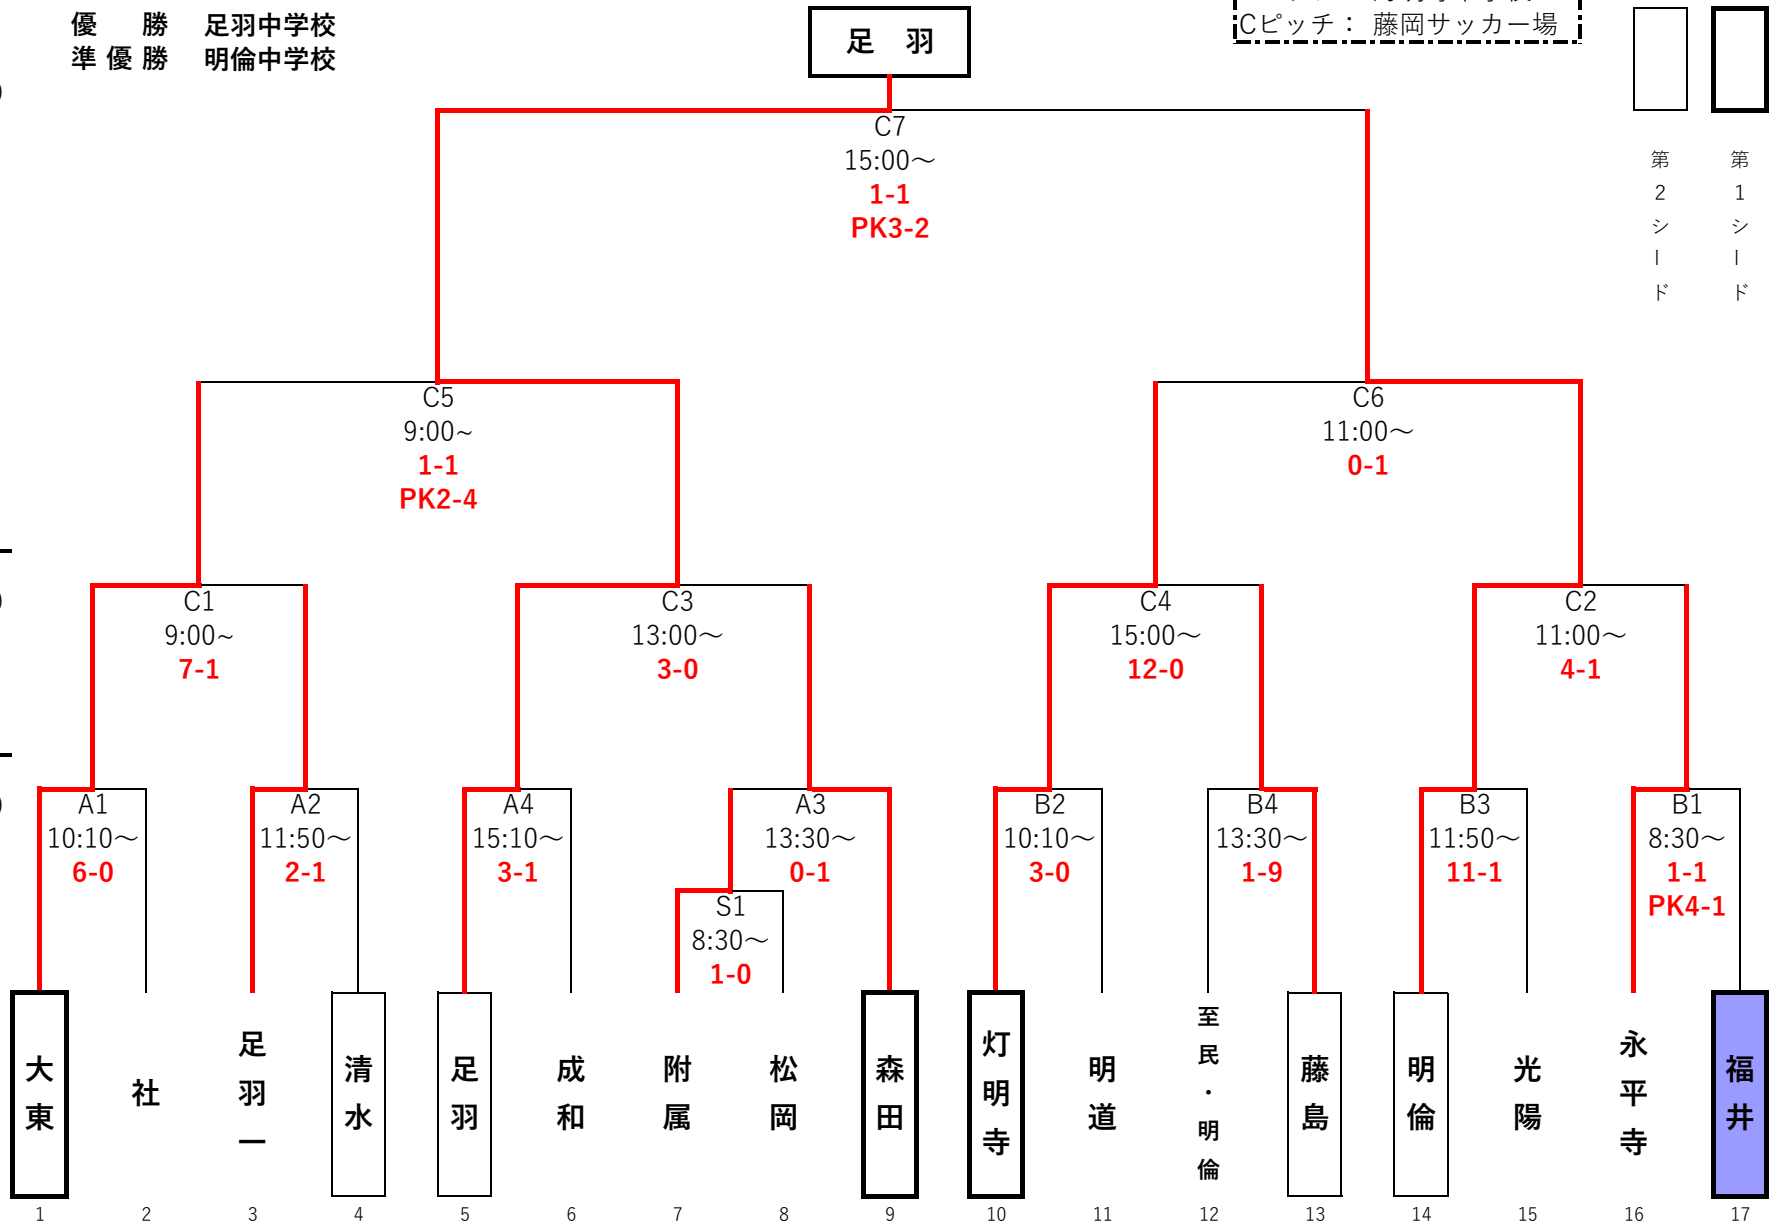 優　勝　足羽中学校
準優勝　明倫中学校
足　羽
Cピッチ： 藤岡サッカー場
第2シード
第1シード
C7
15:00～
1-1
PK3-2
C5
9:00~
1-1
PK2-4
C6
11:00～
0-1
C1
9:00~
7-1
C3
13:00～
3-0
C4
15:00～
12-0
C2
11:00～
4-1
A1
10:10～
6-0
A2
11:50～
2-1
A4
15:10～
3-1
A3
13:30～
0-1
B2
10:10～
3-0
B4
13:30～
1-9
B3
11:50～
11-1
B1
8:30～
1-1
PK4-1
S1
8:30～
1-0
大東
社
足羽一
清水
足羽
成和
附属
松岡
森田
灯明寺
明道
至民・明倫
藤島
明倫
光陽
永平寺
福井
1 2 3 4 5 6 7 8 9 10 11 12 13 14 15 16 17